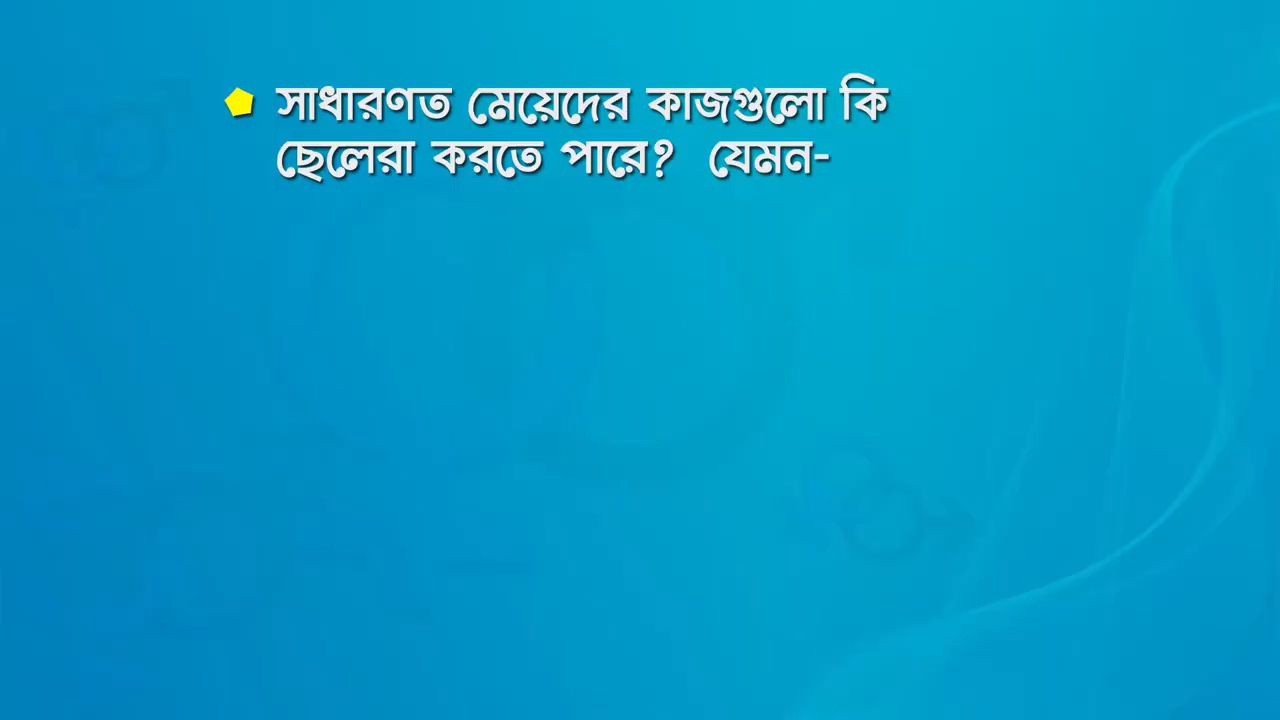 সাধারণত মেয়েদের কাজগুলো কি
ছেলেরা করতে পারে? যেমন-